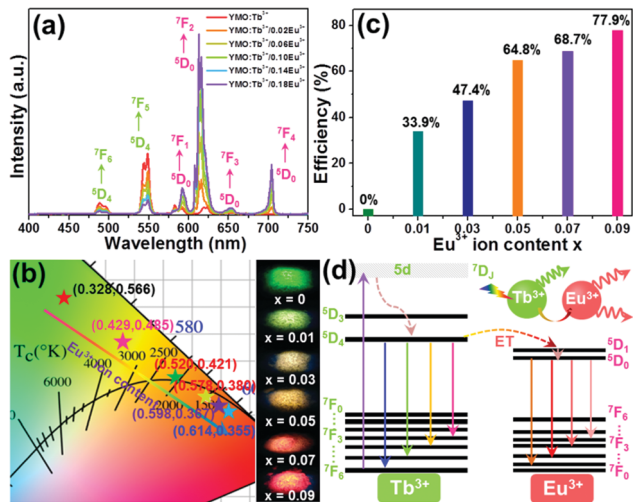 (a)
YMO:Tb³⁺
YMO:Tb³⁺/0.02Eu³⁺
YMO:Tb³⁺/0.06Eu³⁺
YMO:Tb³⁺/0.10Eu³⁺
YMO:Tb³⁺/0.14Eu³⁺
YMO:Tb³⁺/0.18Eu³⁺
⁷F₂
⁵D₀
⁷F₅
⁵D₄
⁷F₆
⁵D₄
⁷F₁
⁵D₀
⁷F₃
⁵D₀
⁷F₄
⁵D₀
Intensity (a.u.)
400 450 500 550 600 650 700 750
Wavelength (nm)
(c)
Efficiency (%)
80
60
40
20
0
0%
33.9%
47.4%
64.8%
68.7%
77.9%
0 0.01 0.03 0.05 0.07 0.09
Eu³⁺ ion content x
(b)
(0.328,0.566)
(0.429,0.485)
580
(0.520,0.421)
(0.578,0.380)
(0.598,0.367)
(0.614,0.355)
T_C(°K)
Eu³⁺ ion content
2500
3000
4000
6000
2000
x = 0
x = 0.01
x = 0.03
x = 0.05
x = 0.07
x = 0.09
(d)
5d
⁷D_J
Tb³⁺
Eu³⁺
⁵D₃
⁵D₄
ET
⁵D₁
⁵D₀
⁷F₀
⁷F₃
⁷F₆
⁷F₆
⁷F₃
⁷F₀
Tb³⁺
Eu³⁺